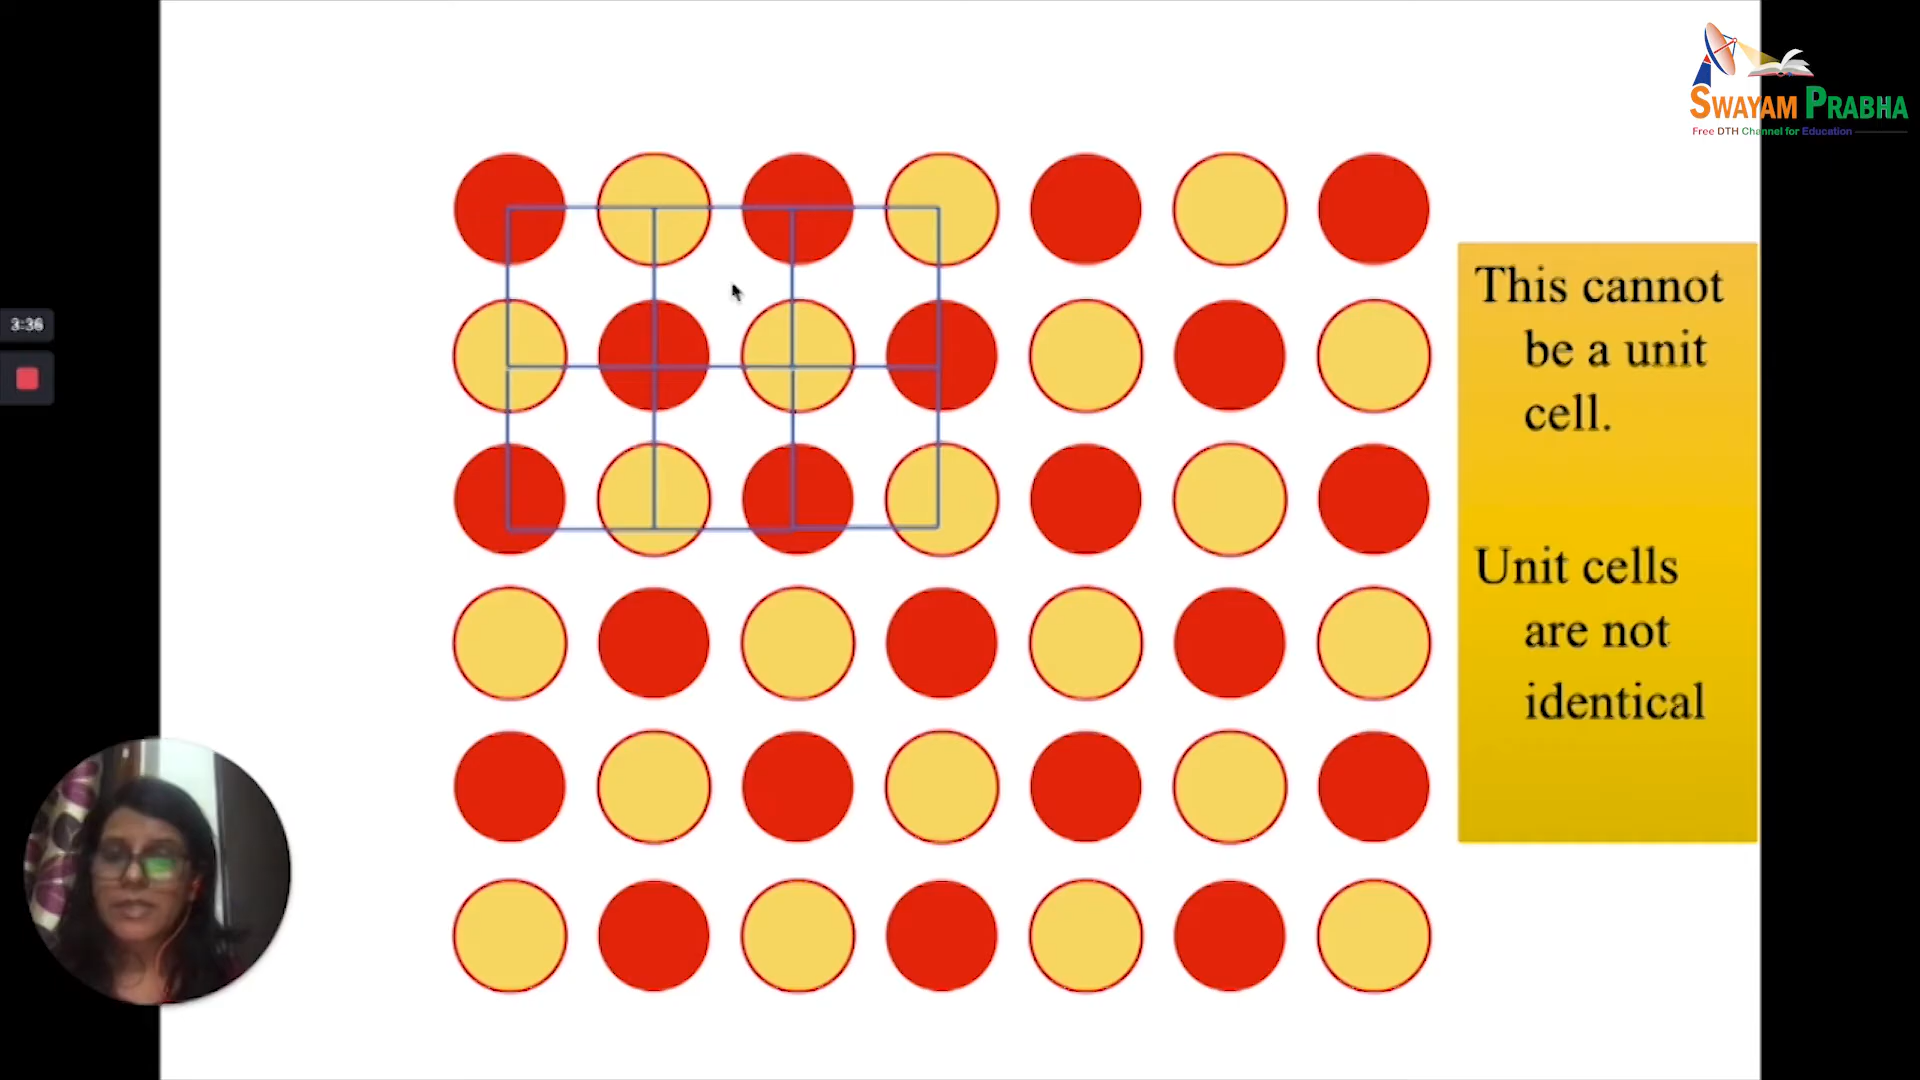 SWAYAM PRABHA
Free DTH Channel for Education
3:36
This cannot
be a unit
cell.
Unit cells
are not
identical